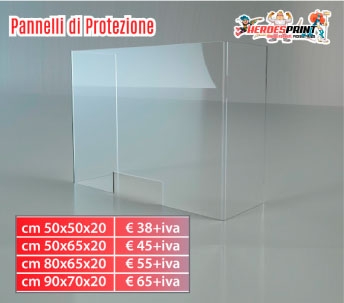 Pannelli di Protezione
HEROESPRINT
cm 50x50x20 € 38+iva
cm 50x65x20 € 45+iva
cm 80x65x20 € 55+iva
cm 90x70x20 € 65+iva